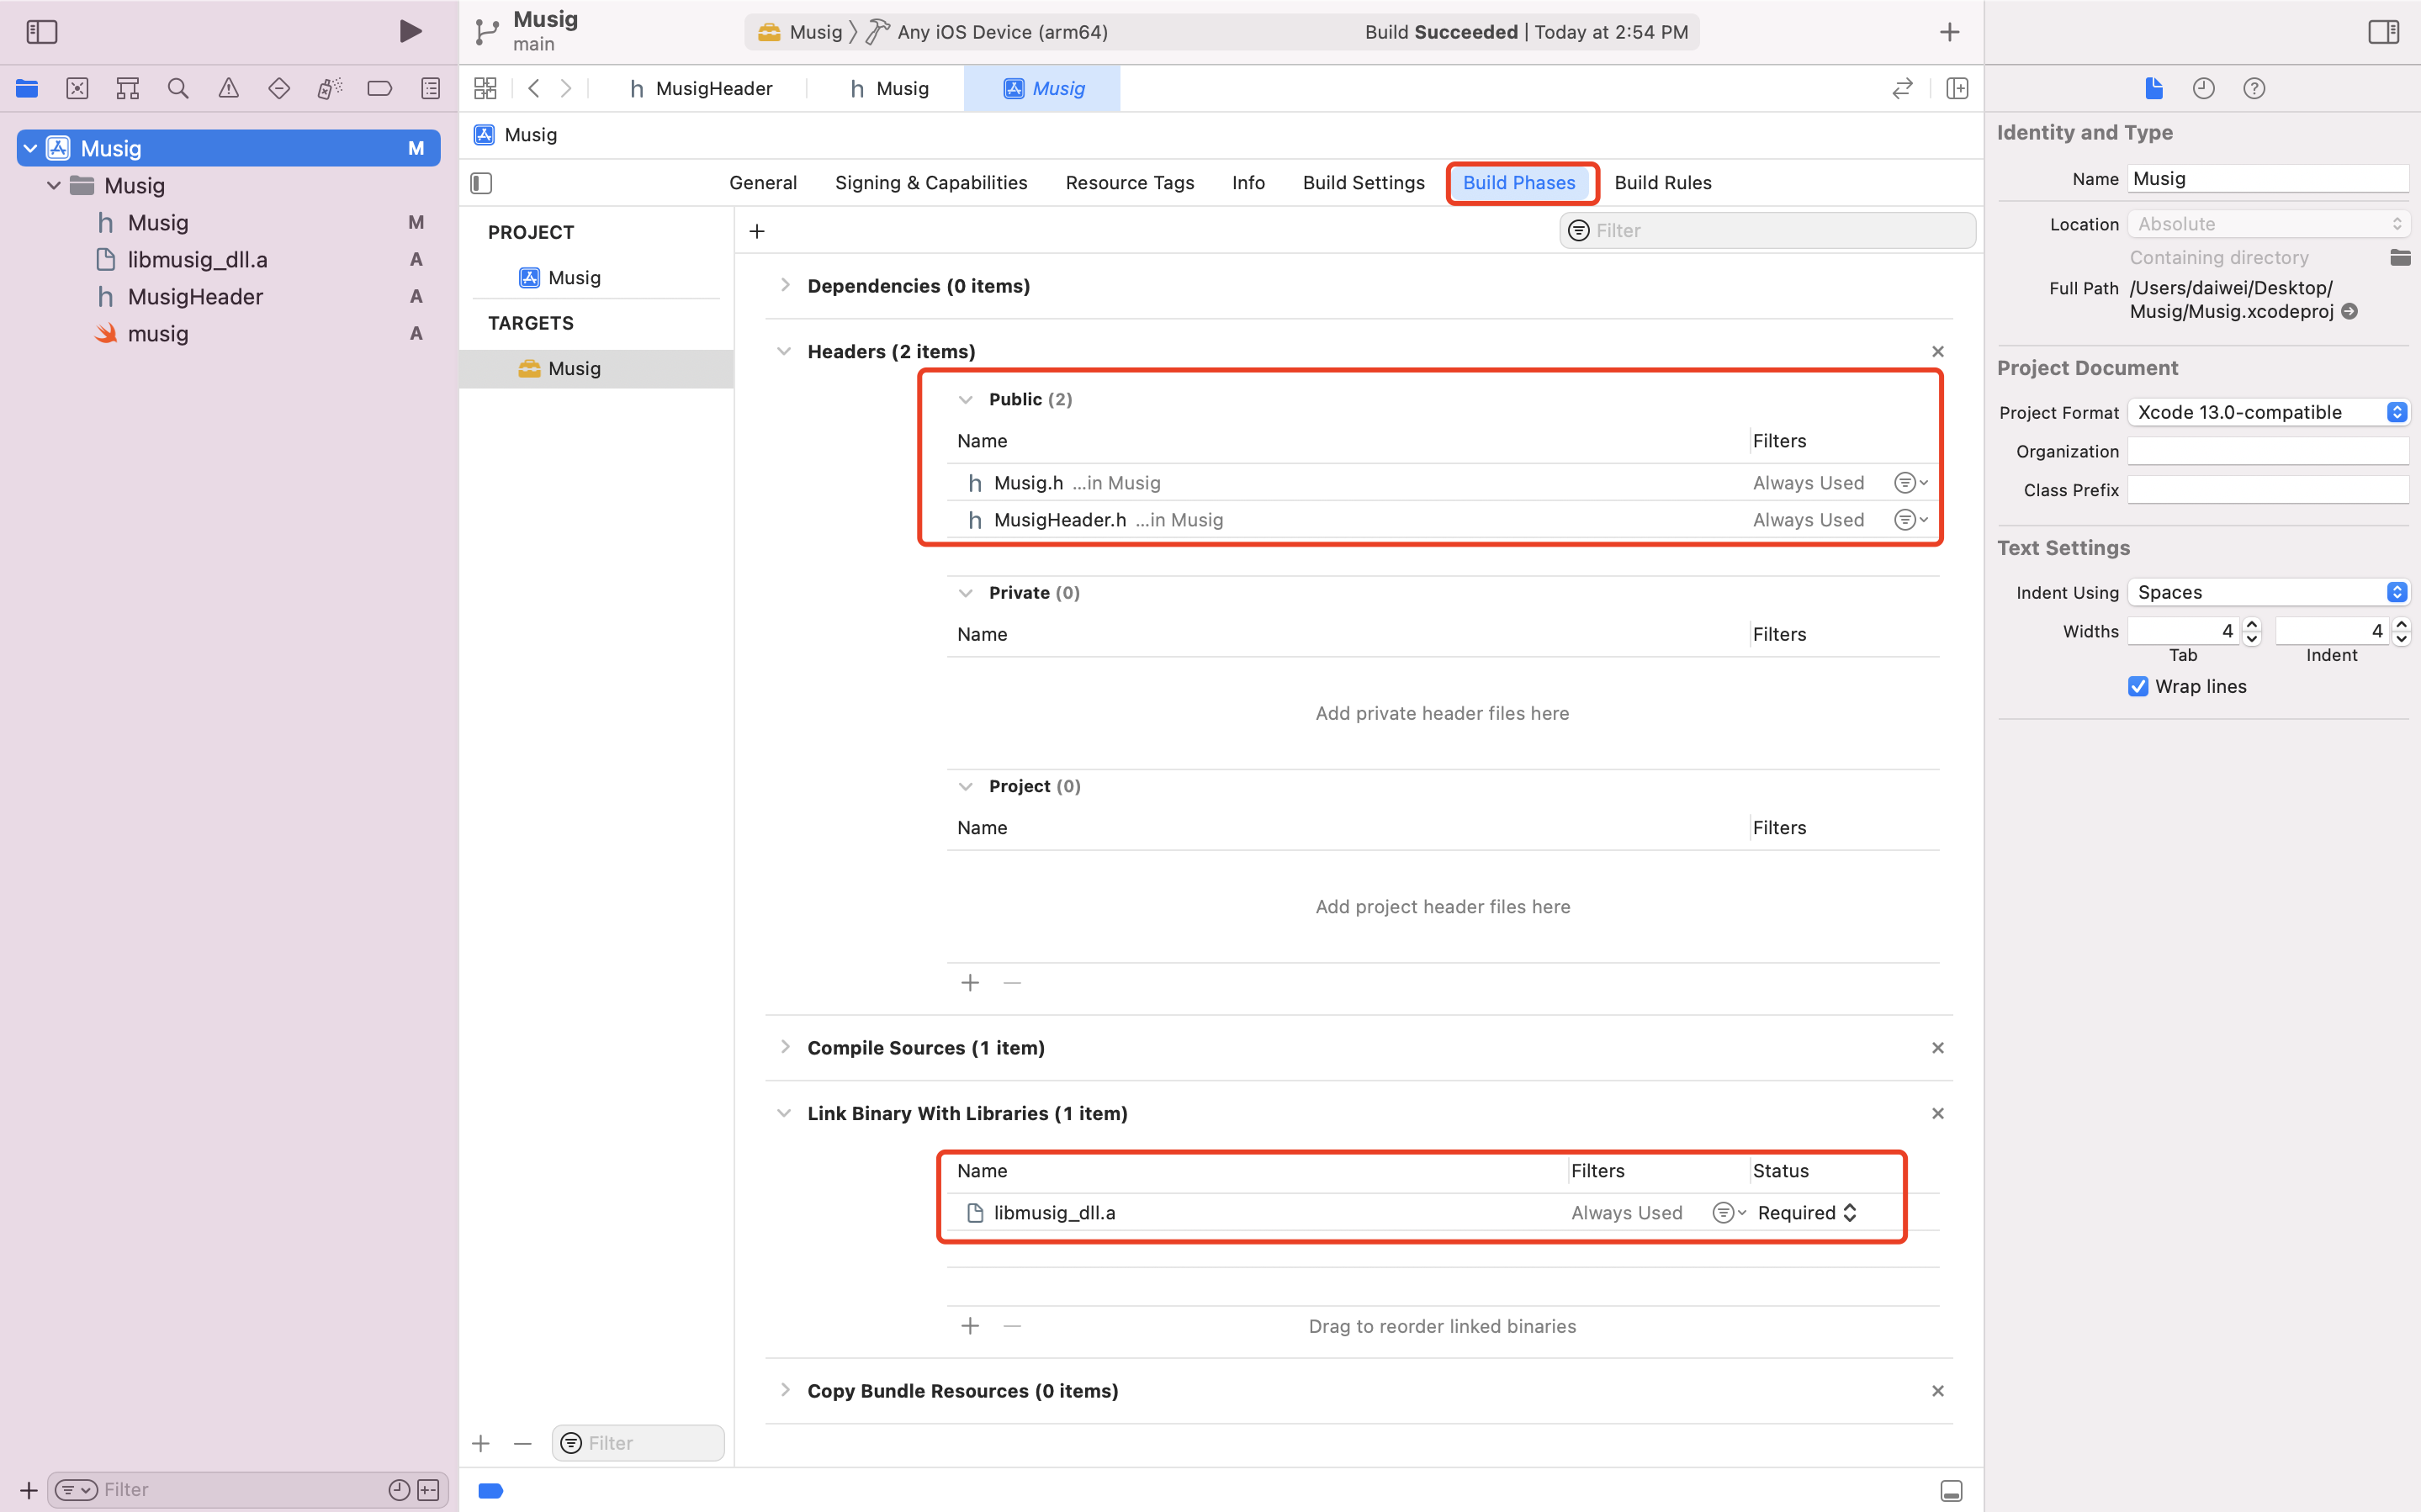 Musig
main
Musig
Any iOS Device (arm64)
Build Succeeded | Today at 2:54 PM
MusigHeader
Musig
Musig
Musig
M
Musig
Musig
M
libmusig_dll.a
A
MusigHeader
A
musig
A
Filter
Musig
General
Signing & Capabilities
Resource Tags
Info
Build Settings
Build Phases
Build Rules
PROJECT
Musig
TARGETS
Musig
Filter
Filter
Dependencies (0 items)
Headers (2 items)
Public (2)
Name
Filters
Musig.h ...in Musig
Always Used
MusigHeader.h ...in Musig
Always Used
Private (0)
Name
Filters
Add private header files here
Project (0)
Name
Filters
Add project header files here
Compile Sources (1 item)
Link Binary With Libraries (1 item)
Name
Filters
Status
libmusig_dll.a
Always Used
Required
Drag to reorder linked binaries
Copy Bundle Resources (0 items)
Identity and Type
Name
Musig
Location
Absolute
Containing directory
Full Path
/Users/daiwei/Desktop/
Musig/Musig.xcodeproj
Project Document
Project Format
Xcode 13.0-compatible
Organization
Class Prefix
Text Settings
Indent Using
Spaces
Widths
4
4
Tab
Indent
Wrap lines